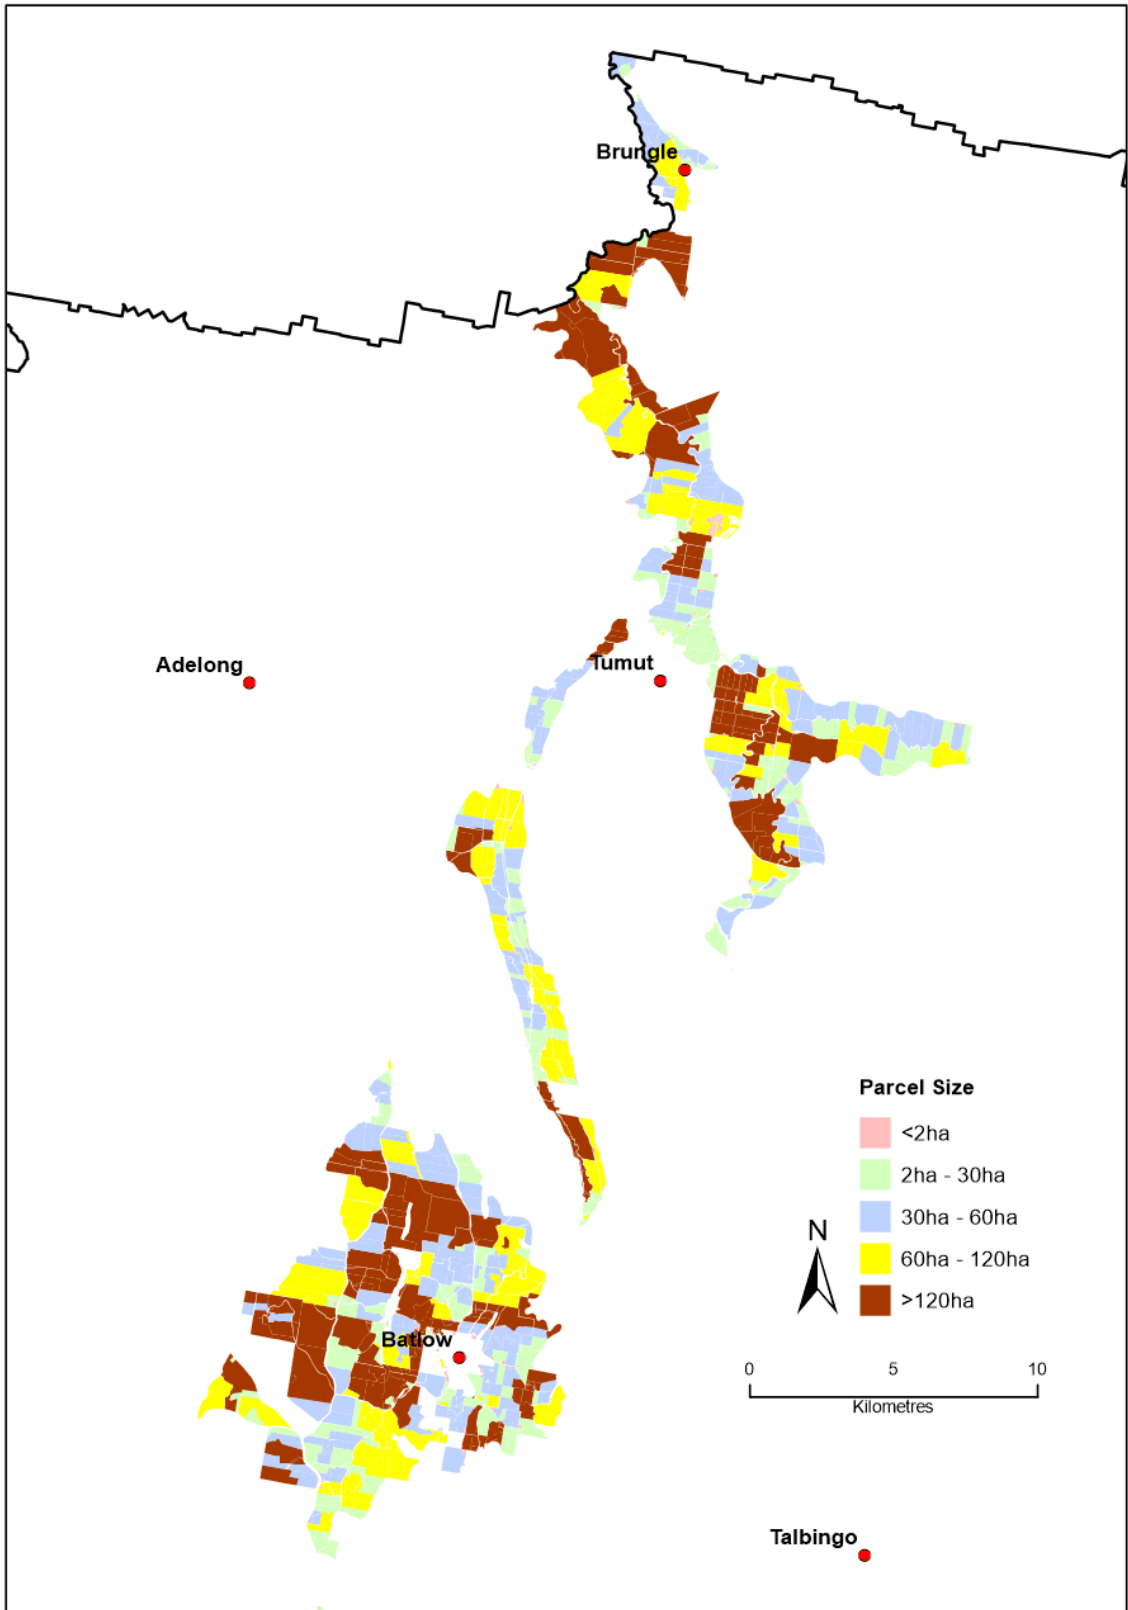 Brungle
Adelong
Tumut
Parcel Size
<2ha
2ha - 30ha
30ha - 60ha
60ha - 120ha
>120ha
N
Batlow
0 5 10
Kilometres
Talbingo